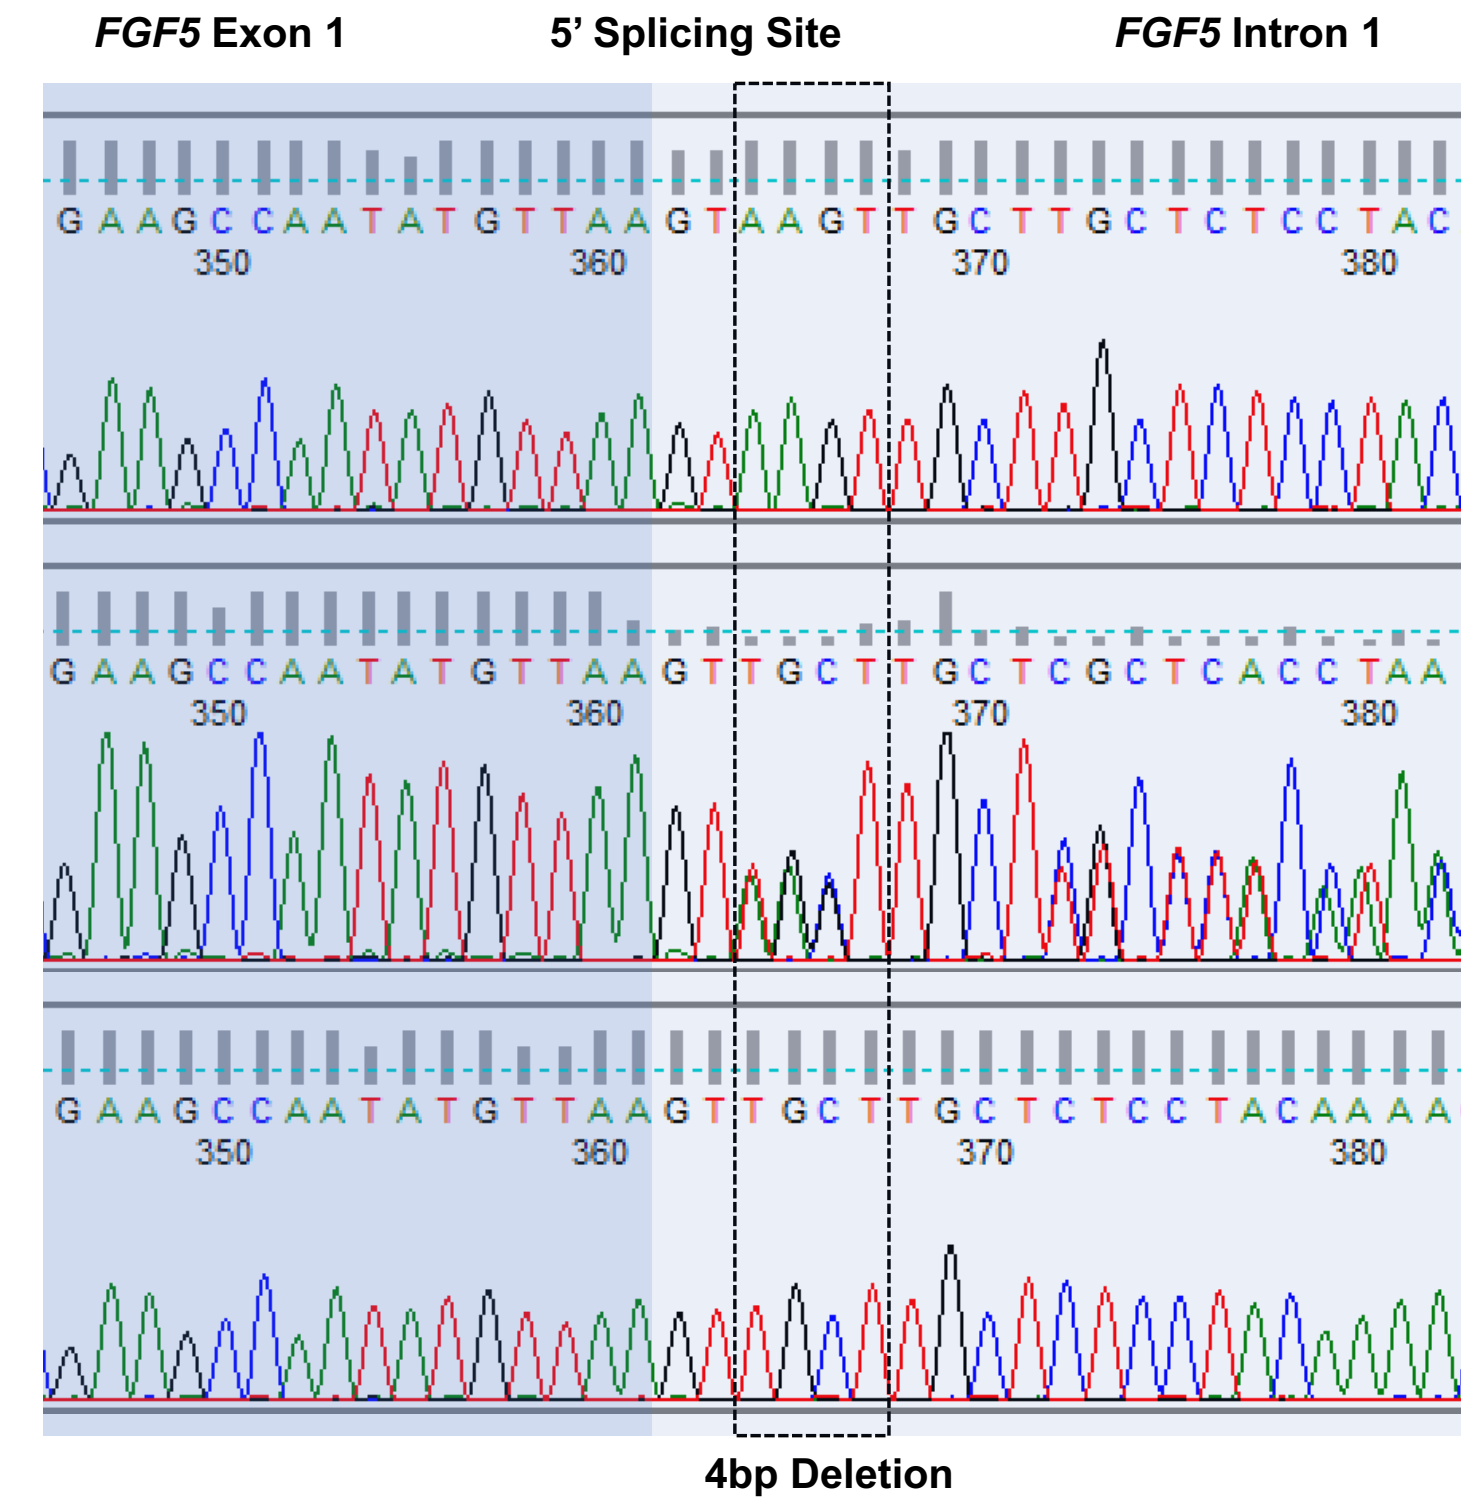 FGF5 Exon 1 5' Splicing Site FGF5 Intron 1
G A A G C C A A T A T G T T A A G T A A G T T G C T T G C T C T C C T A C
350 360 370 380
G A A G C C A A T A T G T T A A G T T G C T T G C T C G C T C A C C T A A
350 360 370 380
G A A G C C A A T A T G T T A A G T T G C T T G C T C T C C T A C A A A A
350 360 370 380
4bp Deletion